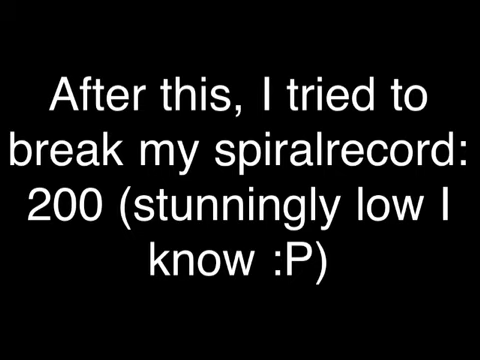 After this, I tried to
break my spiralrecord:
200 (stunningly low I
know :P)